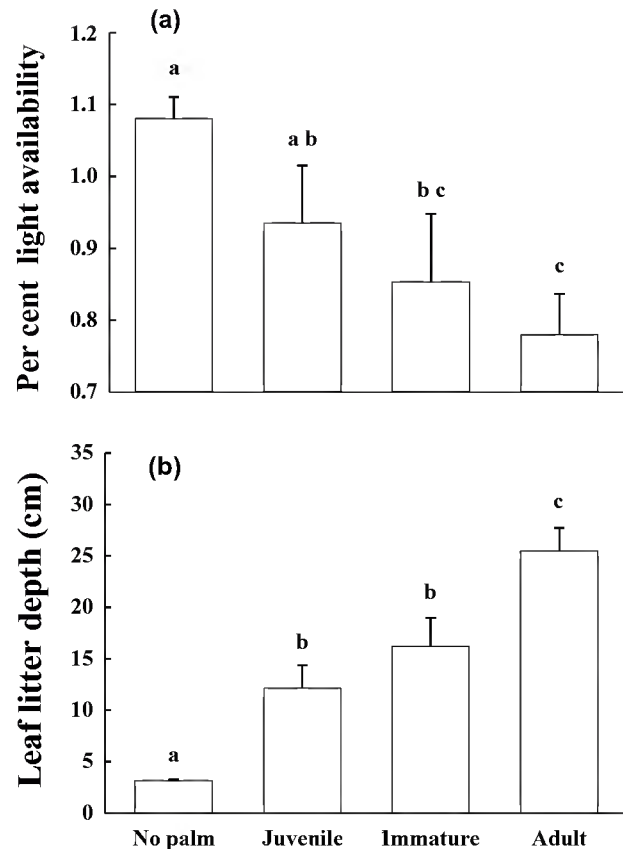 (a)
Per cent light availability
1.2
1.1
1.0
0.9
0.8
0.7
a
a b
b c
c
(b)
Leaf litter depth (cm)
35
30
25
20
15
10
5
0
a
b
b
c
No palm Juvenile Immature Adult